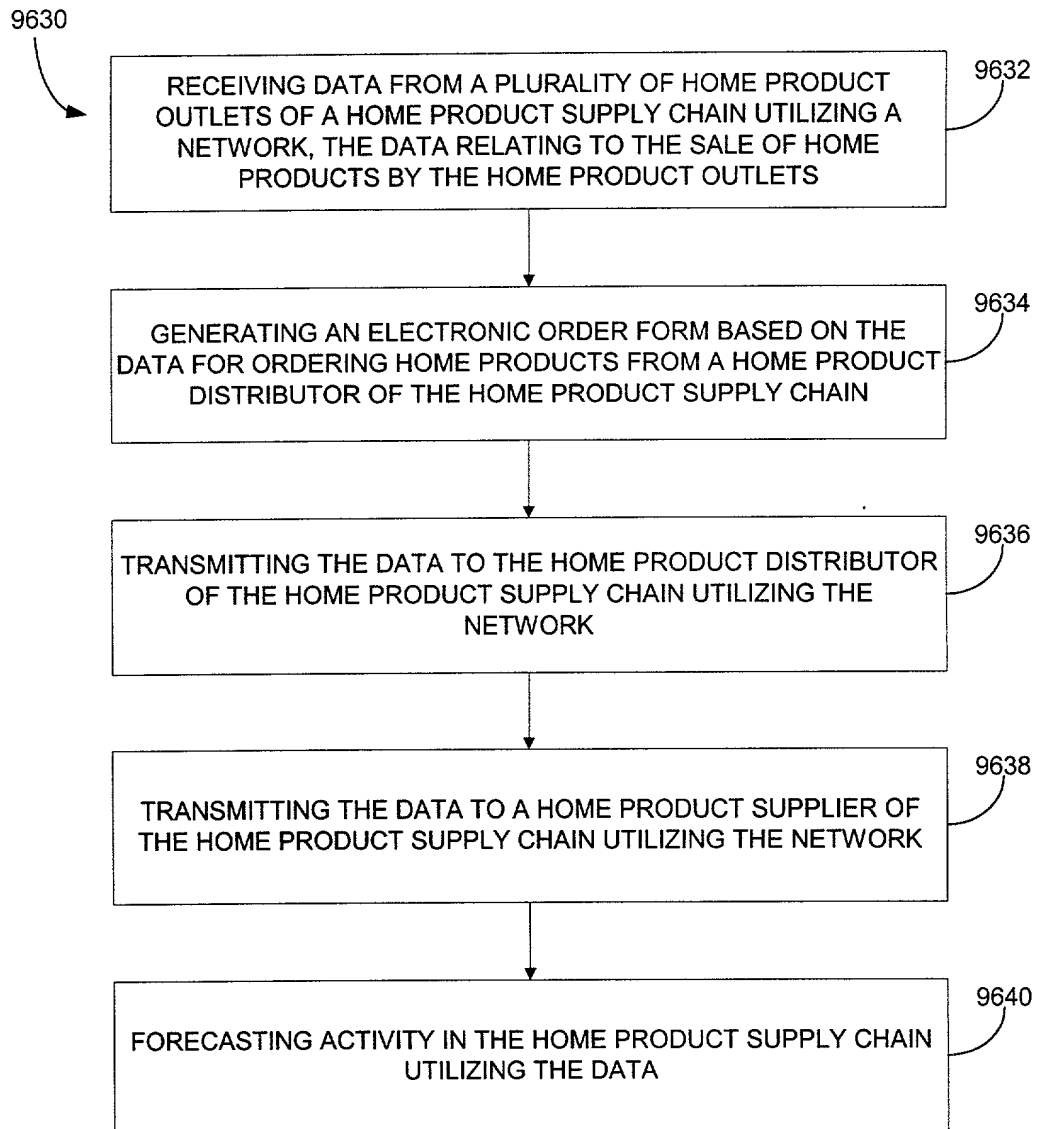 9630
RECEIVING DATA FROM A PLURALITY OF HOME PRODUCT
OUTLETS OF A HOME PRODUCT SUPPLY CHAIN UTILIZING A
NETWORK, THE DATA RELATING TO THE SALE OF HOME
PRODUCTS BY THE HOME PRODUCT OUTLETS
9632
GENERATING AN ELECTRONIC ORDER FORM BASED ON THE
DATA FOR ORDERING HOME PRODUCTS FROM A HOME PRODUCT
DISTRIBUTOR OF THE HOME PRODUCT SUPPLY CHAIN
9634
TRANSMITTING THE DATA TO THE HOME PRODUCT DISTRIBUTOR
OF THE HOME PRODUCT SUPPLY CHAIN UTILIZING THE
NETWORK
9636
TRANSMITTING THE DATA TO A HOME PRODUCT SUPPLIER OF
THE HOME PRODUCT SUPPLY CHAIN UTILIZING THE NETWORK
9638
FORECASTING ACTIVITY IN THE HOME PRODUCT SUPPLY CHAIN
UTILIZING THE DATA
9640